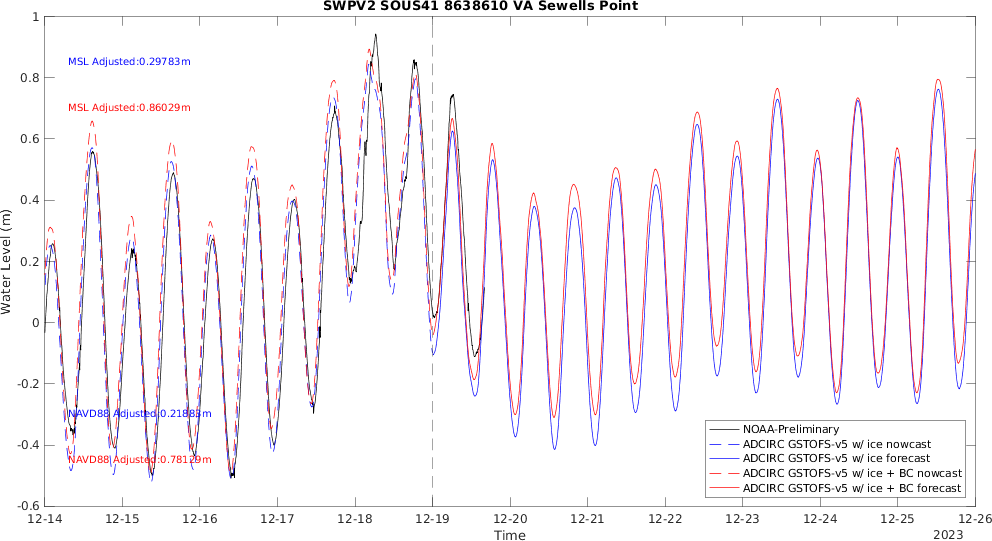 SWPV2 SOUS41 8638610 VA Sewells Point
Water Level (m)
1
0.8
0.6
0.4
0.2
0
-0.2
-0.4
-0.6
MSL Adjusted:0.29783m
MSL Adjusted:0.86029m
NAVD88 Adjusted:0.21883m
NAVD88 Adjusted:0.78129m
NOAA-Preliminary
ADCIRC GSTOFS-v5 w/ ice nowcast
ADCIRC GSTOFS-v5 w/ ice forecast
ADCIRC GSTOFS-v5 w/ ice + BC nowcast
ADCIRC GSTOFS-v5 w/ ice + BC forecast
12-14 12-15 12-16 12-17 12-18 12-19 12-20 12-21 12-22 12-23 12-24 12-25 12-26
Time
2023